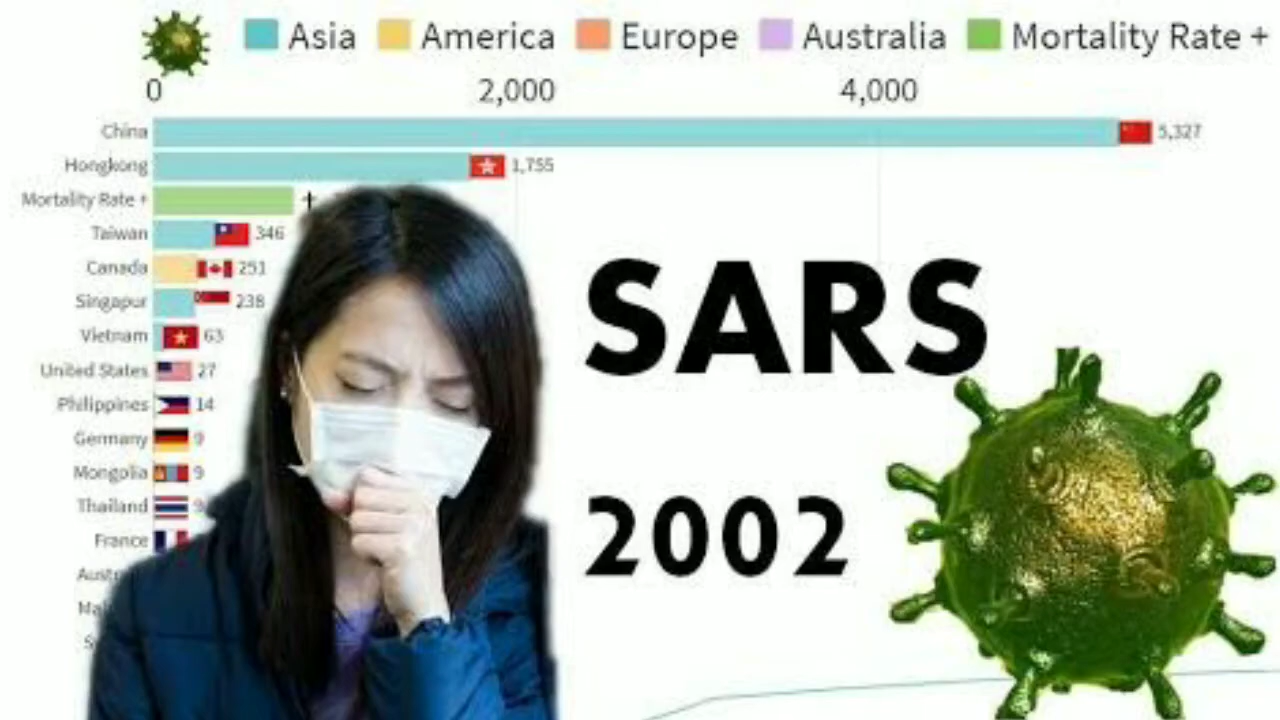 Asia America Europe Australia Mortality Rate +
0 2,000 4,000
China 5,327
Hongkong 1,755
Mortality Rate +
Taiwan 346
Canada 251
Singapur 238
Vietnam 63
United States 27
Philippines 14
Germany 9
Mongolia 9
Thailand 9
France
SARS
2002